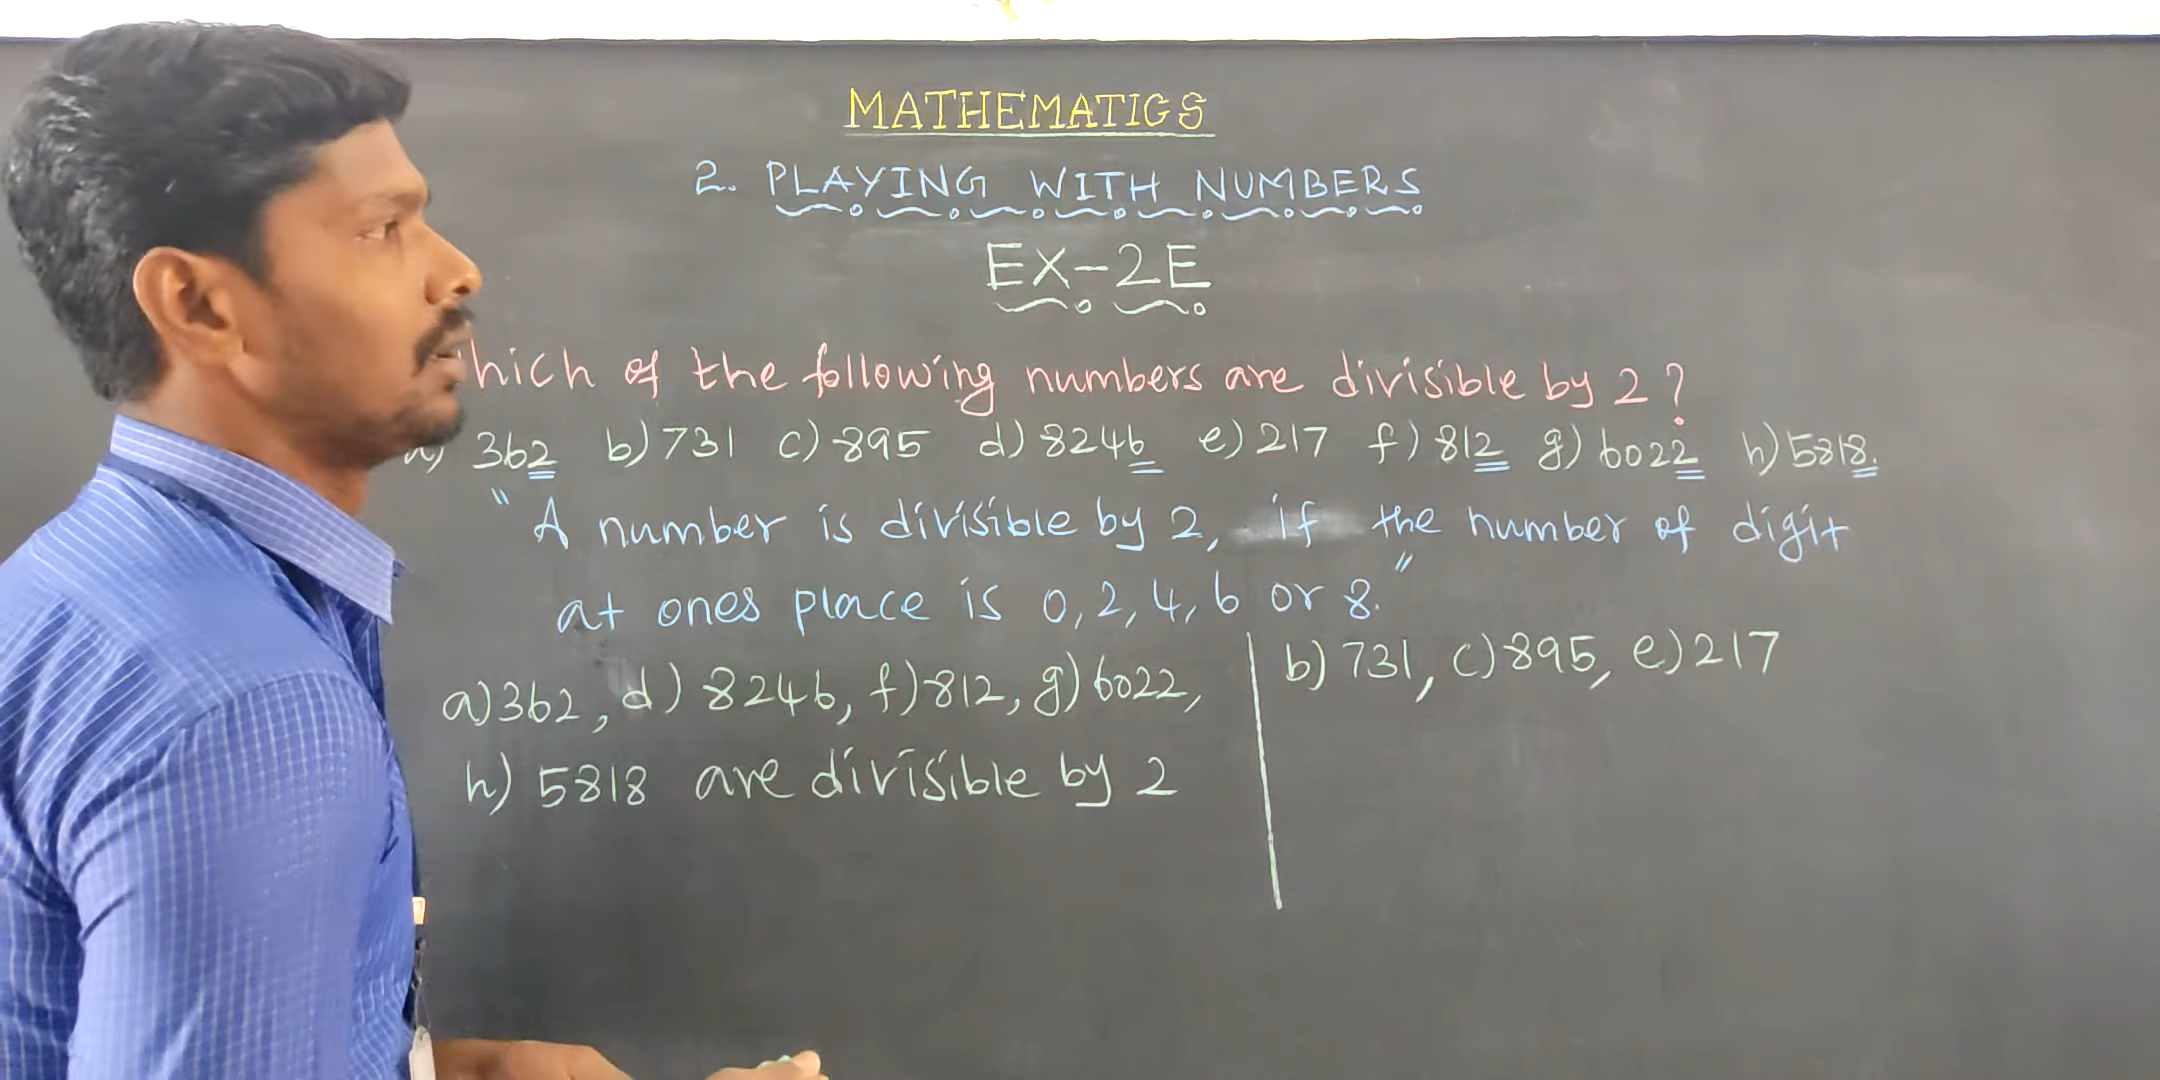 MATHEMATICS
2. PLAYING WITH NUMBERS
EX-2E
hich of the following numbers are divisible by 2?
a) 362 b) 731 c) 895 d) 8246 e) 217 f) 812 g) 6022 h) 5818.
"A number is divisible by 2, if the number of digit
at ones place is 0, 2, 4, 6 or 8."
a) 362, d) 8246, f) 812, g) 6022,
h) 5818 are divisible by 2
b) 731, c) 895, e) 217